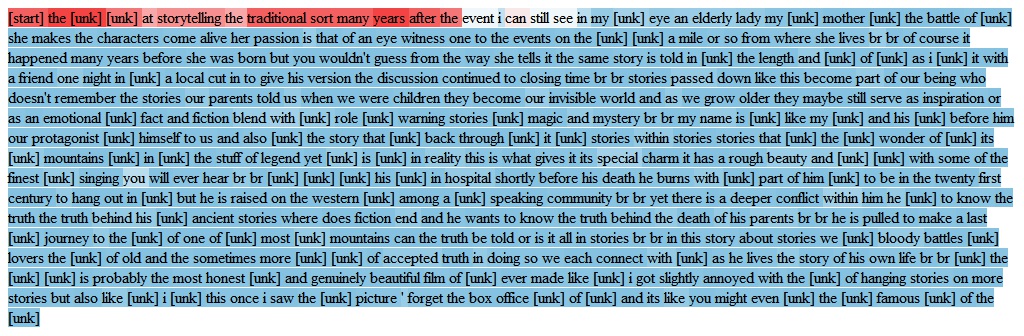 [start] the [unk] [unk] at storytelling the traditional sort many years after the event i can still see in my [unk] eye an elderly lady my [unk] mother [unk] the battle of [unk]
she makes the characters come alive her passion is that of an eye witness one to the events on the [unk] [unk] a mile or so from where she lives br br of course it
happened many years before she was born but you wouldn't guess from the way she tells it the same story is told in [unk] the length and [unk] of [unk] as i [unk] it with
a friend one night in [unk] a local cut in to give his version the discussion continued to closing time br br stories passed down like this become part of our being who
doesn't remember the stories our parents told us when we were children they become our invisible world and as we grow older they maybe still serve as inspiration or
as an emotional [unk] fact and fiction blend with [unk] role [unk] warning stories [unk] magic and mystery br br my name is [unk] like my [unk] and his [unk] before him
our protagonist [unk] himself to us and also [unk] the story that [unk] back through [unk] it [unk] stories within stories stories that [unk] the [unk] wonder of [unk] its
[unk] mountains [unk] in [unk] the stuff of legend yet [unk] is [unk] in reality this is what gives it its special charm it has a rough beauty and [unk] [unk] with some of the
finest [unk] singing you will ever hear br br [unk] [unk] [unk] his [unk] in hospital shortly before his death he burns with [unk] part of him [unk] to be in the twenty first
century to hang out in [unk] but he is raised on the western [unk] among a [unk] speaking community br br yet there is a deeper conflict within him he [unk] to know the
truth the truth behind his [unk] ancient stories where does fiction end and he wants to know the truth behind the death of his parents br br he is pulled to make a last
[unk] journey to the [unk] of one of [unk] most [unk] mountains can the truth be told or is it all in stories br br in this story about stories we [unk] bloody battles [unk]
lovers the [unk] of old and the sometimes more [unk] [unk] of accepted truth in doing so we each connect with [unk] as he lives the story of his own life br br the [unk]
the [unk] [unk] is probably the most honest [unk] and genuinely beautiful film of [unk] ever made like [unk] i got slightly annoyed with the [unk] of hanging stories on more
stories but also like [unk] i [unk] this once i saw the [unk] picture ' forget the box office [unk] of [unk] and its like you might even [unk] the [unk] famous [unk] of the
[unk]